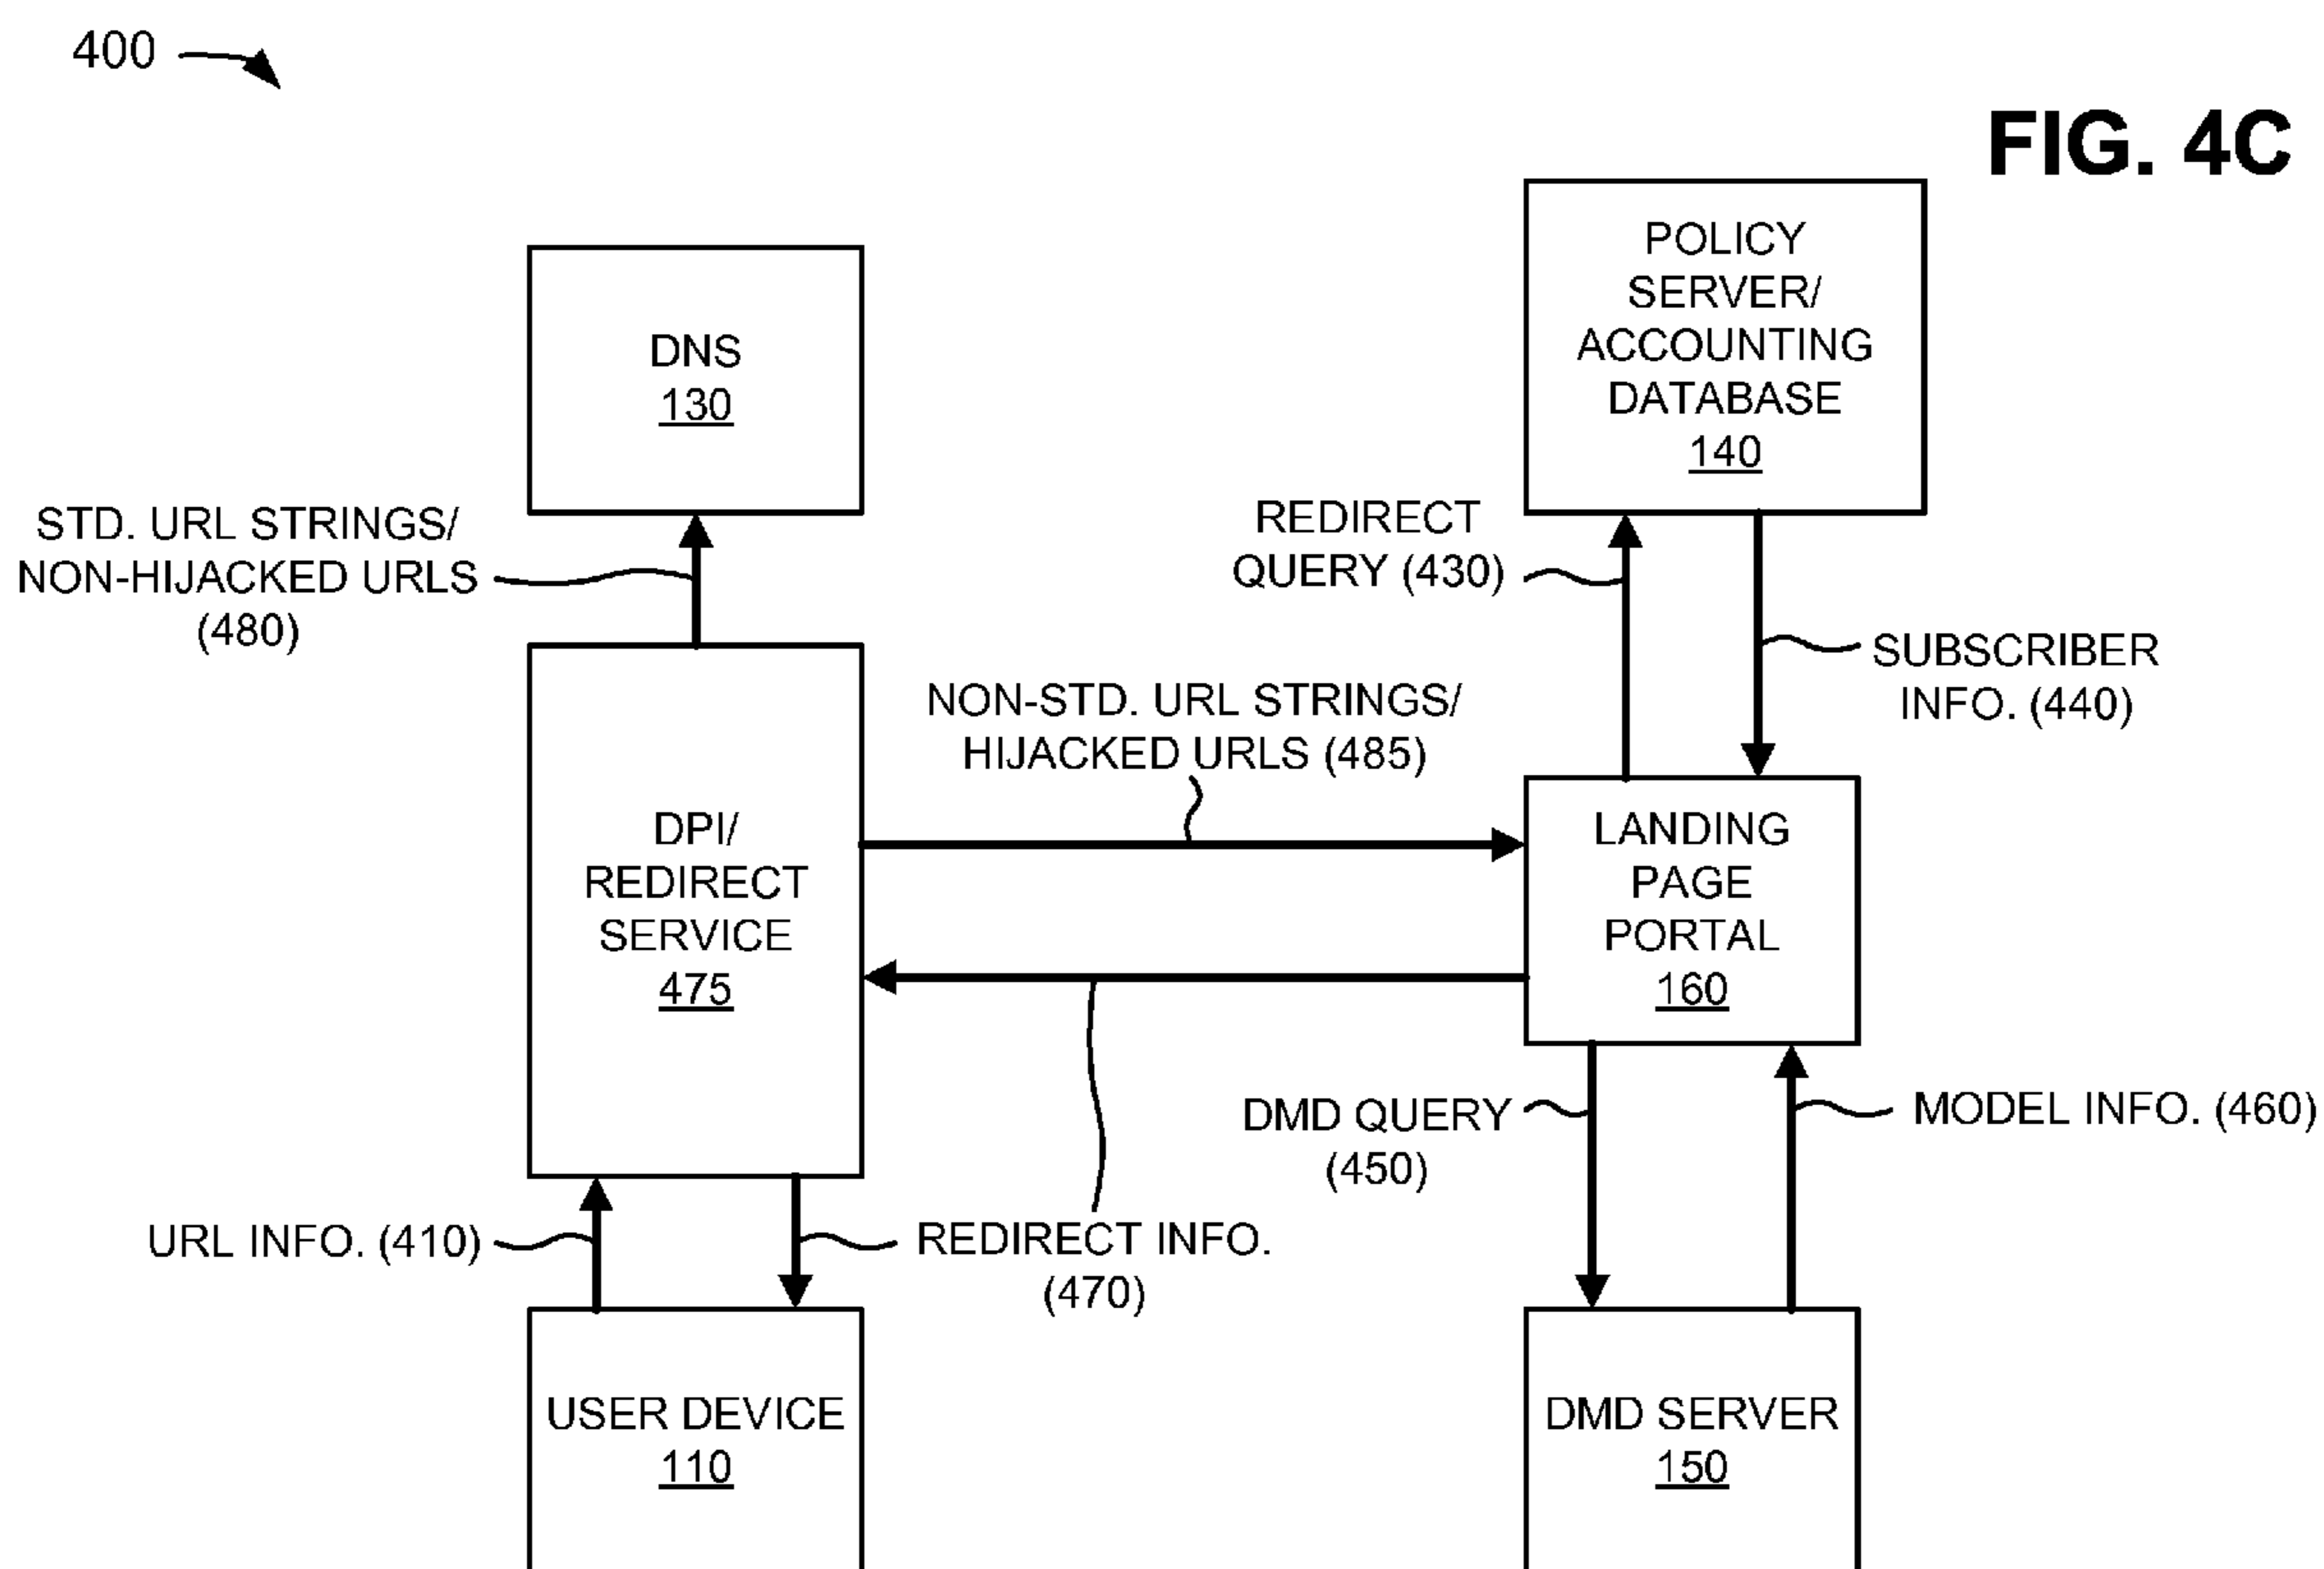 400
FIG. 4C
DNS
130
POLICY
SERVER/
ACCOUNTING
DATABASE
140
STD. URL STRINGS/
NON-HIJACKED URLS
(480)
REDIRECT
QUERY (430)
SUBSCRIBER
INFO. (440)
NON-STD. URL STRINGS/
HIJACKED URLS (485)
DPI/
REDIRECT
SERVICE
475
LANDING
PAGE
PORTAL
160
DMD QUERY
(450)
MODEL INFO. (460)
URL INFO. (410)
REDIRECT INFO.
(470)
USER DEVICE
110
DMD SERVER
150